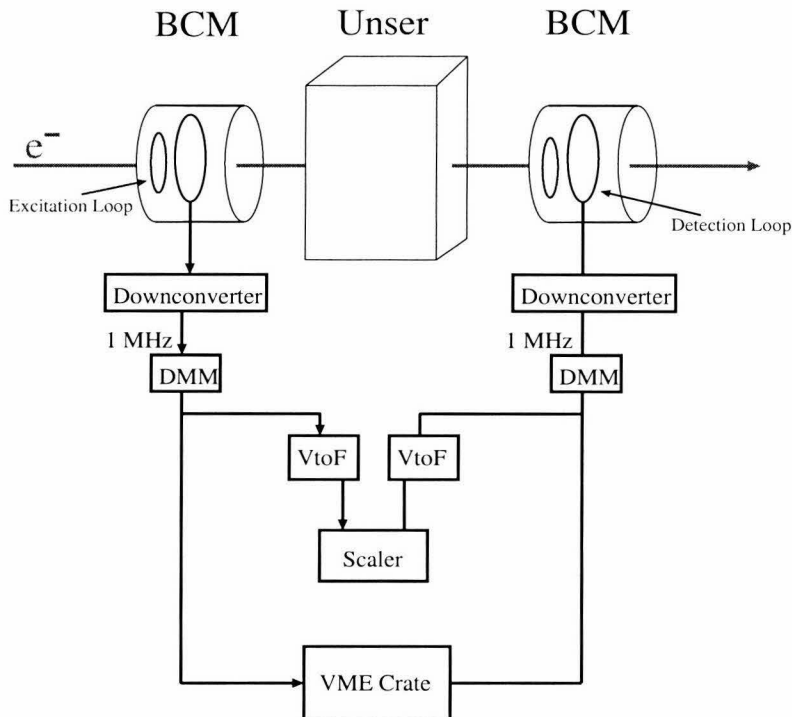 BCM Unser BCM
e⁻
Excitation Loop
Detection Loop
Downconverter Downconverter
1 MHz 1 MHz
DMM DMM
VtoF VtoF
Scaler
VME Crate